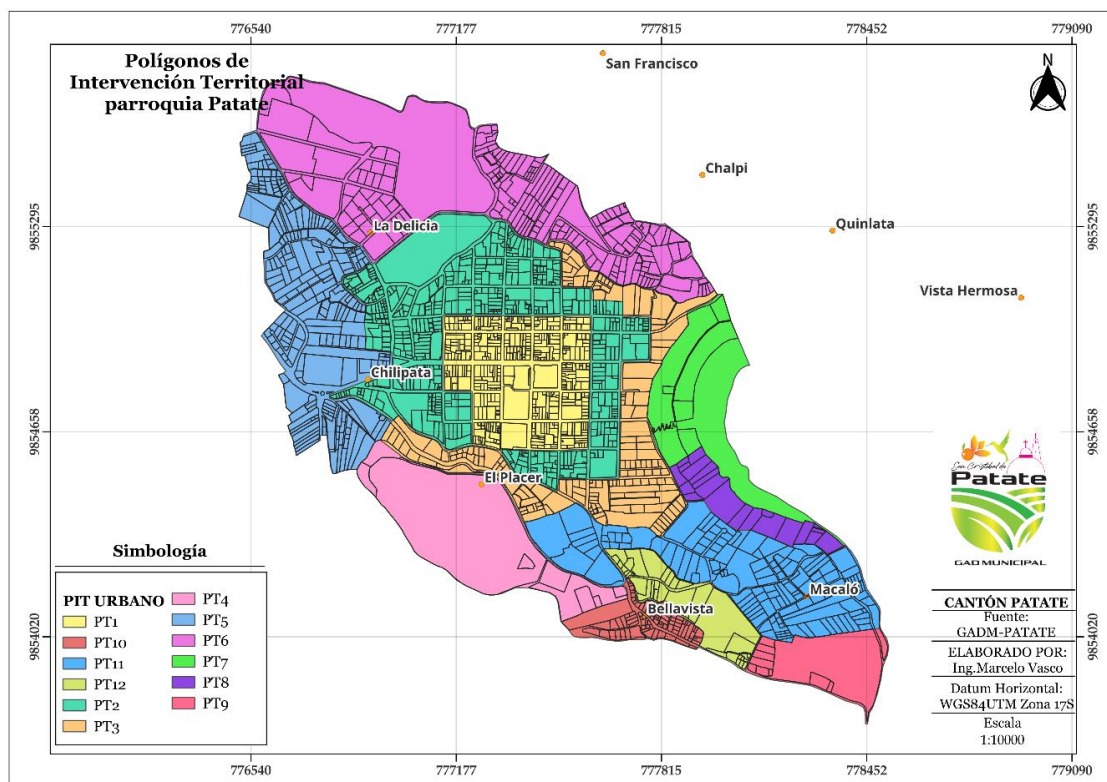 776540 777177 777815 778452 779090
Polígonos de
Intervención Territorial
parroquia Patate
San Francisco
N
Chalpi
9855295
La Delicia
Quinlata
9855295
Vista Hermosa
Chilipata
9854658
9854658
El Placer
San Cristóbal de
Patate
GAD MUNICIPAL
Simbología
PIT URBANO
PT1
PT10
PT11
PT12
PT2
PT3
PT4
PT5
PT6
PT7
PT8
PT9
Macaló
Bellavista
9854020
9854020
CANTÓN PATATE
Fuente:
GADM-PATATE
ELABORADO POR:
Ing.Marcelo Vasco
Datum Horizontal:
WGS84UTM Zona 17S
Escala
1:10000
776540 777177 777815 778452 779090